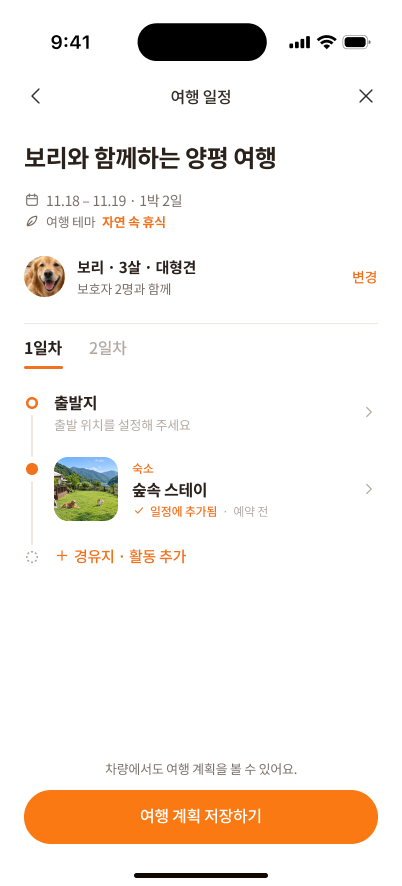 9:41
여행 일정
보리와 함께하는 양평 여행
11.18 – 11.19 · 1박 2일
여행 테마 자연 속 휴식
보리 · 3살 · 대형견
보호자 2명과 함께
변경
1일차 2일차
출발지
출발 위치를 설정해 주세요
숙소
숲속 스테이
일정에 추가됨 · 예약 전
+ 경유지 · 활동 추가
차량에서도 여행 계획을 볼 수 있어요.
여행 계획 저장하기